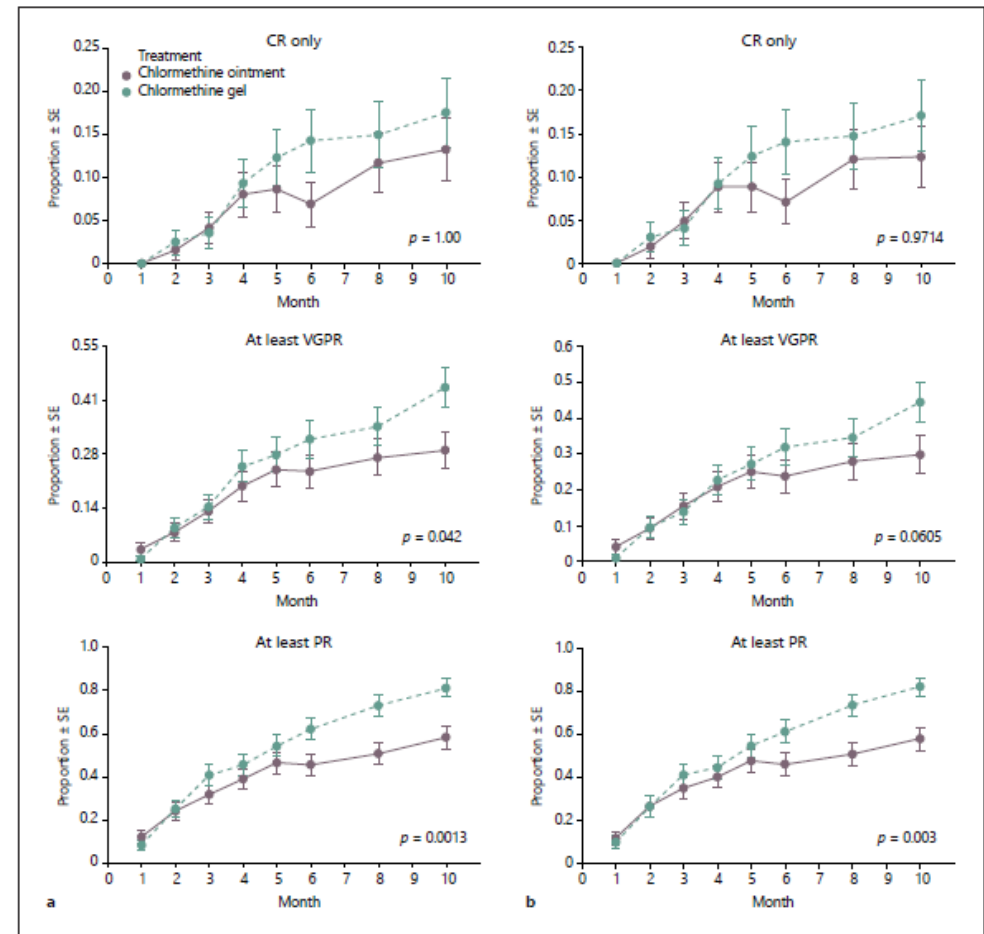 CR only
0.25
0.20
0.15
0.10
0.05
0
Proportion ± SE
Treatment
Chlormethine ointment
Chlormethine gel
p = 1.00
0 1 2 3 4 5 6 7 8 9 10
Month
CR only
0.25
0.20
0.15
0.10
0.05
0
Proportion ± SE
p = 0.9714
0 1 2 3 4 5 6 7 8 9 10
Month
At least VGPR
0.55
0.41
0.28
0.14
0
Proportion ± SE
p = 0.042
0 1 2 3 4 5 6 7 8 9 10
Month
At least VGPR
0.6
0.5
0.4
0.3
0.2
0.1
0
Proportion ± SE
p = 0.0605
0 1 2 3 4 5 6 7 8 9 10
Month
At least PR
1.0
0.8
0.6
0.4
0.2
0
Proportion ± SE
p = 0.0013
0 1 2 3 4 5 6 7 8 9 10
Month
a
At least PR
1.0
0.8
0.6
0.4
0.2
0
Proportion ± SE
p = 0.003
0 1 2 3 4 5 6 7 8 9 10
Month
b